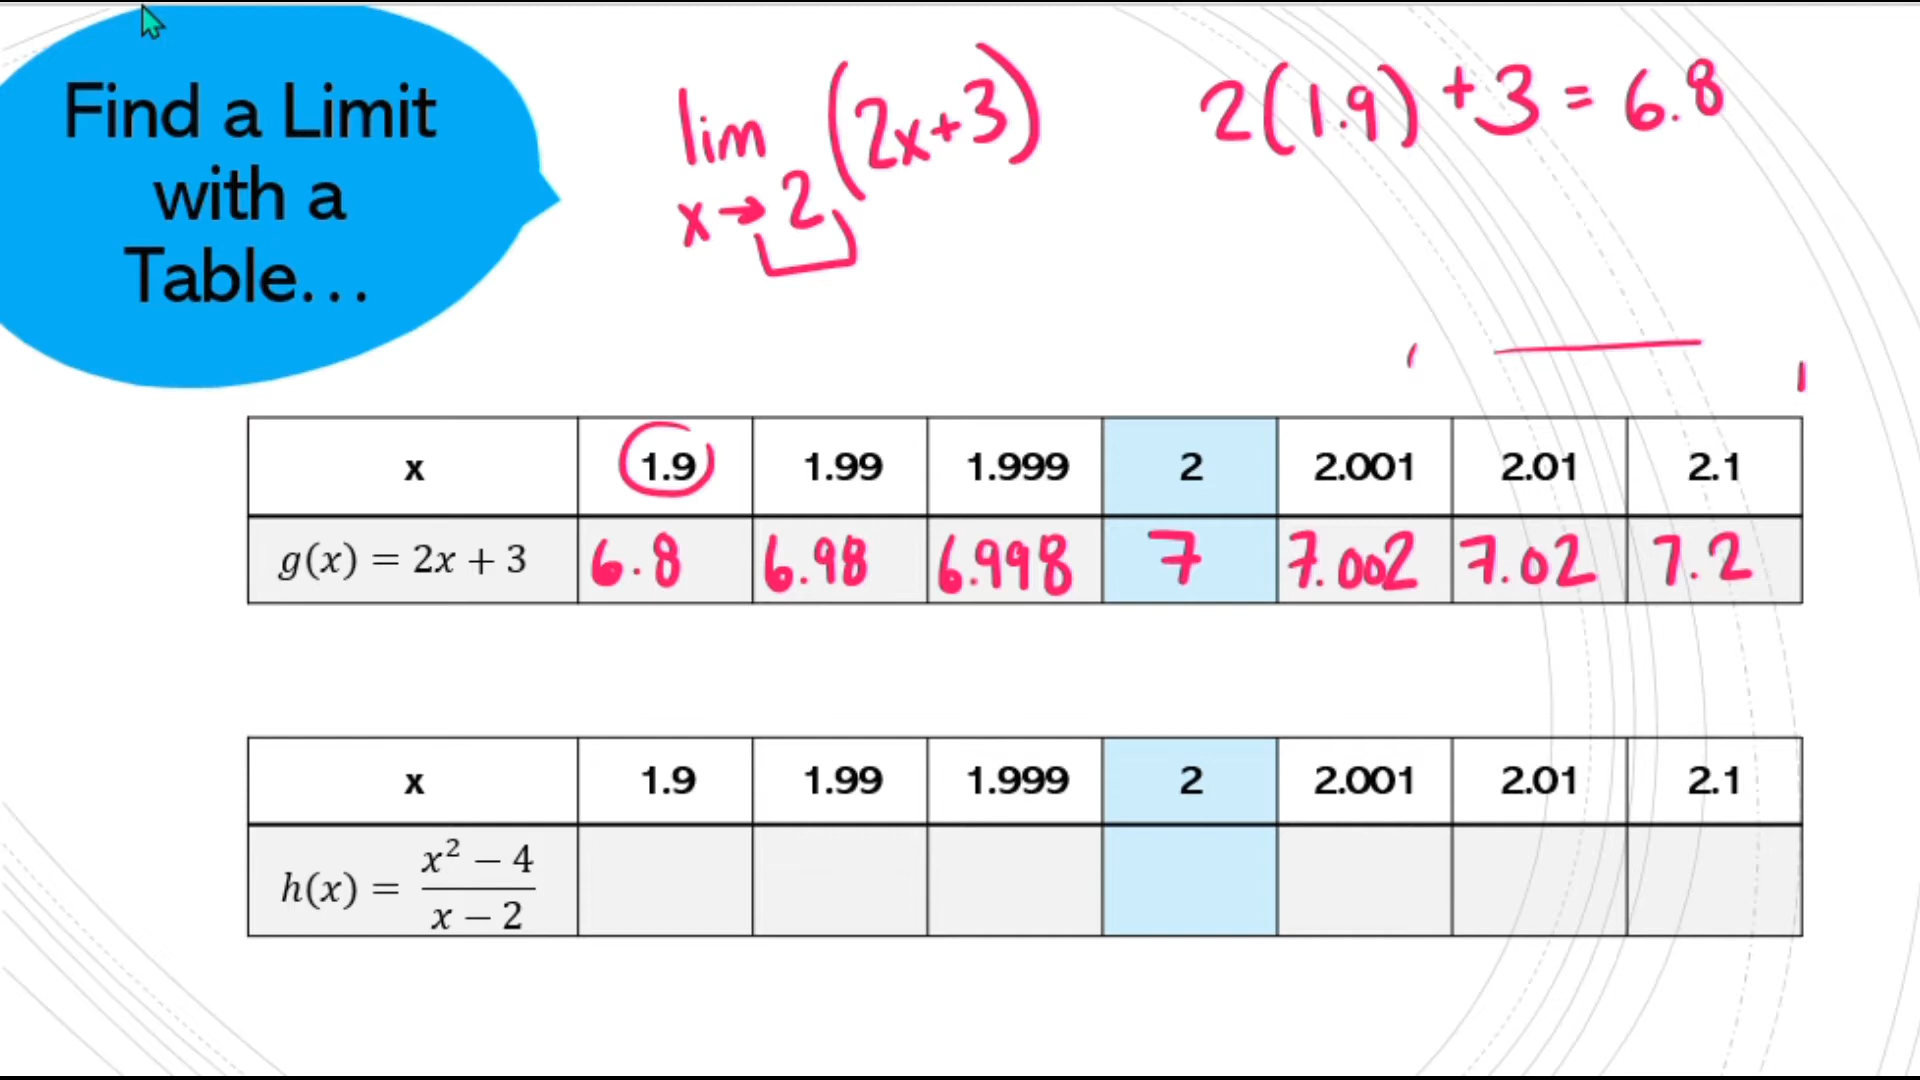 Find a Limit
with a
Table...
lim (2x+3)
x→2
2(1.9)+3=6.8
x 1.9 1.99 1.999 2 2.001 2.01 2.1
g(x) = 2x + 3 6.8 6.98 6.998 7 7.002 7.02 7.2
x 1.9 1.99 1.999 2 2.001 2.01 2.1
h(x) = x² − 4
x − 2